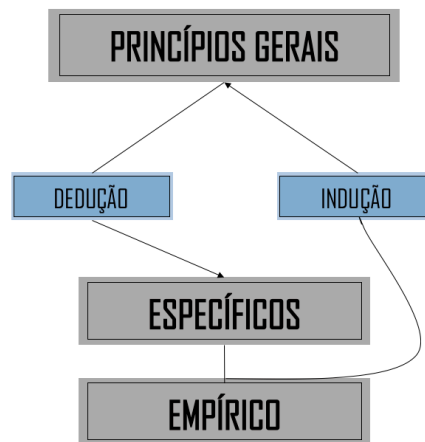 PRINCÍPIOS GERAIS
DEDUÇÃO
INDUÇÃO
ESPECÍFICOS
EMPÍRICO